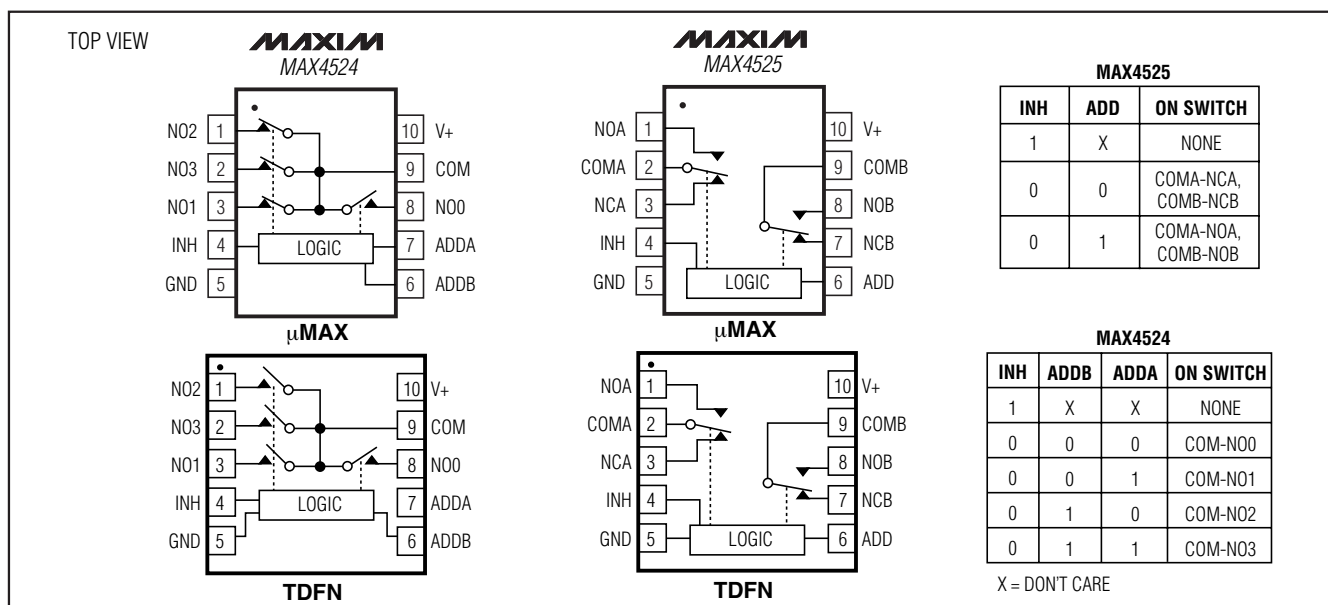 TOP VIEW
MAXIM
MAX4524
NO2 1 10 V+
NO3 2 9 COM
NO1 3 8 NO0
INH 4 LOGIC 7 ADDA
GND 5 6 ADDB
μMAX
MAXIM
MAX4525
NOA 1 10 V+
COMA 2 9 COMB
NCA 3 8 NOB
INH 4 7 NCB
GND 5 LOGIC 6 ADD
μMAX
NO2 1 10 V+
NO3 2 9 COM
NO1 3 8 NO0
INH 4 LOGIC 7 ADDA
GND 5 6 ADDB
TDFN
NOA 1 10 V+
COMA 2 9 COMB
NCA 3 8 NOB
INH 4 7 NCB
GND 5 LOGIC 6 ADD
TDFN
MAX4525
INH ADD ON SWITCH
1 X NONE
0 0 COMA-NCA,
COMB-NCB
0 1 COMA-NOA,
COMB-NOB
MAX4524
INH ADDB ADDA ON SWITCH
1 X X NONE
0 0 0 COM-NO0
0 0 1 COM-NO1
0 1 0 COM-NO2
0 1 1 COM-NO3
X = DON'T CARE